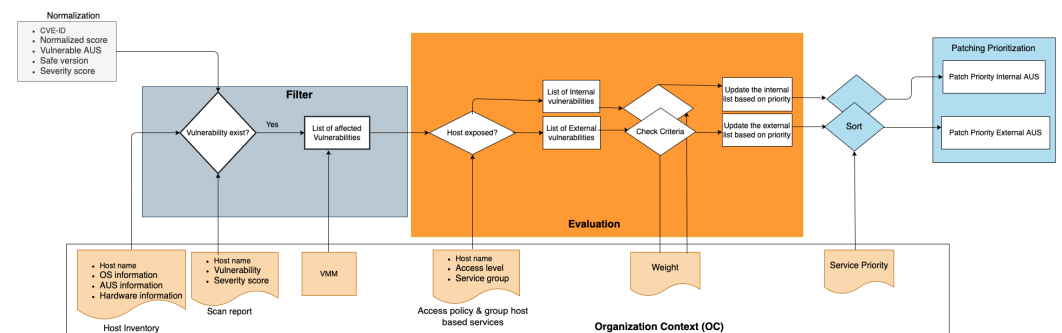 Normalization
CVE-ID
Normalized score
Vulnerable AUS
Safe version
Severity score
Filter
Vulnerability exist?
Yes
List of affected
Vulnerabilities
Host exposed?
List of Internal
vulnerabilities
List of External
vulnerabilities
Check Criteria
Update the internal
list based on priority
Update the external
list based on priority
Evaluation
Sort
Patching Prioritization
Patch Priority Internal AUS
Patch Priority External AUS
Host name
OS information
AUS information
Hardware information
Host Inventory
Host name
Vulnerability
Severity score
Scan report
VMM
Host name
Access level
Service group
Access policy & group host
based services
Weight
Service Priority
Organization Context (OC)